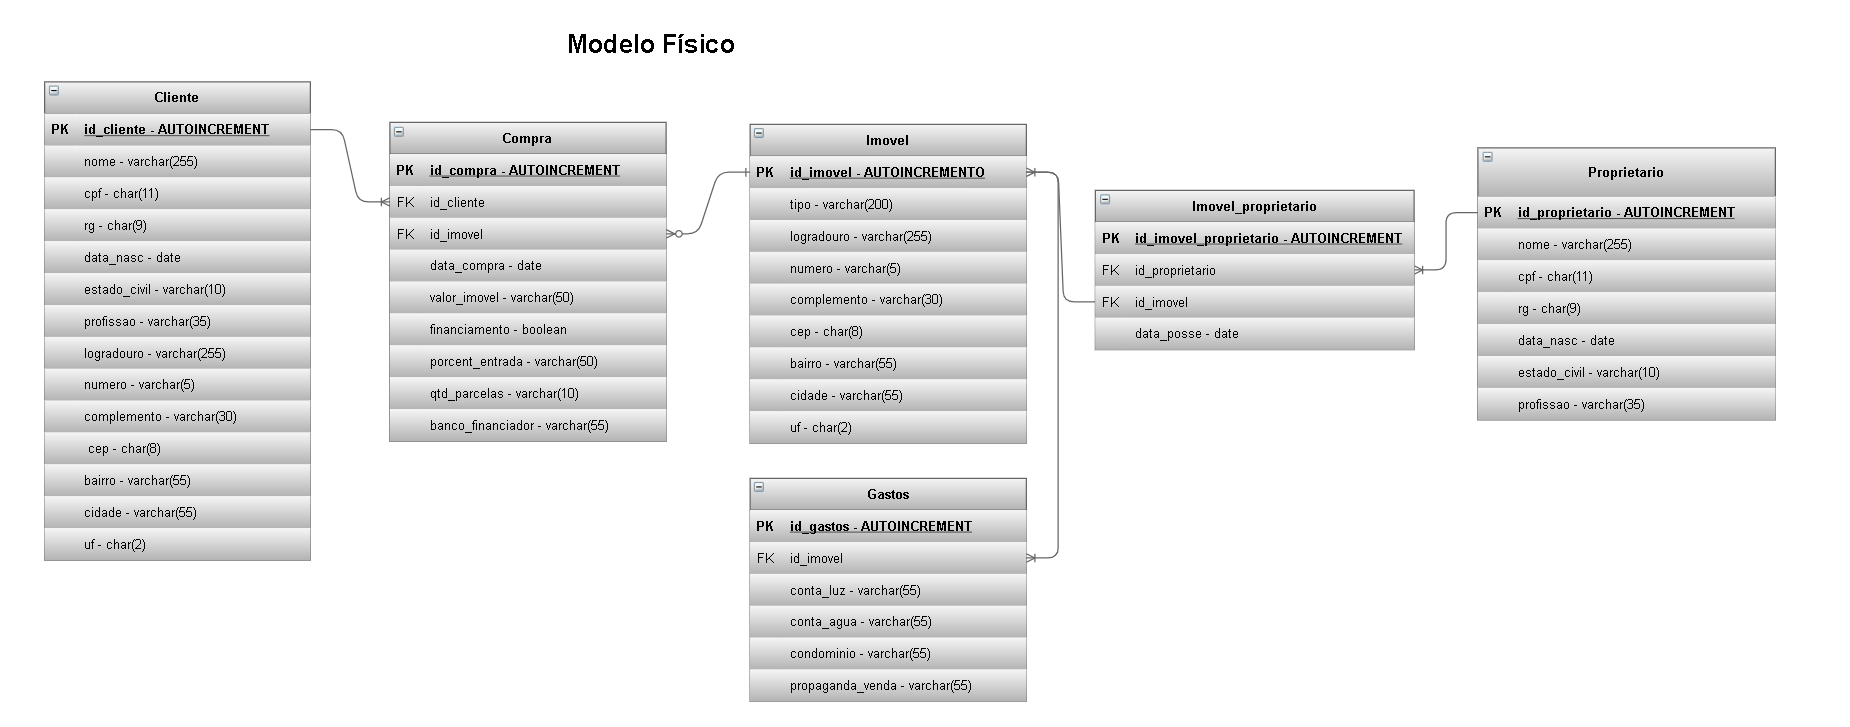 Modelo Físico
Cliente
PK id_cliente - AUTOINCREMENT
nome - varchar(255)
cpf - char(11)
rg - char(9)
data_nasc - date
estado_civil - varchar(10)
profissao - varchar(35)
logradouro - varchar(255)
numero - varchar(5)
complemento - varchar(30)
cep - char(8)
bairro - varchar(55)
cidade - varchar(55)
uf - char(2)
Compra
PK id_compra - AUTOINCREMENT
FK id_cliente
FK id_imovel
data_compra - date
valor_imovel - varchar(50)
financiamento - boolean
porcent_entrada - varchar(50)
qtd_parcelas - varchar(10)
banco_financiador - varchar(55)
Imovel
PK id_imovel - AUTOINCREMENTO
tipo - varchar(200)
logradouro - varchar(255)
numero - varchar(5)
complemento - varchar(30)
cep - char(8)
bairro - varchar(55)
cidade - varchar(55)
uf - char(2)
Gastos
PK id_gastos - AUTOINCREMENT
FK id_imovel
conta_luz - varchar(55)
conta_agua - varchar(55)
condominio - varchar(55)
propaganda_venda - varchar(55)
Imovel_proprietario
PK id_imovel_proprietario - AUTOINCREMENT
FK id_proprietario
FK id_imovel
data_posse - date
Proprietario
PK id_proprietario - AUTOINCREMENT
nome - varchar(255)
cpf - char(11)
rg - char(9)
data_nasc - date
estado_civil - varchar(10)
profissao - varchar(35)